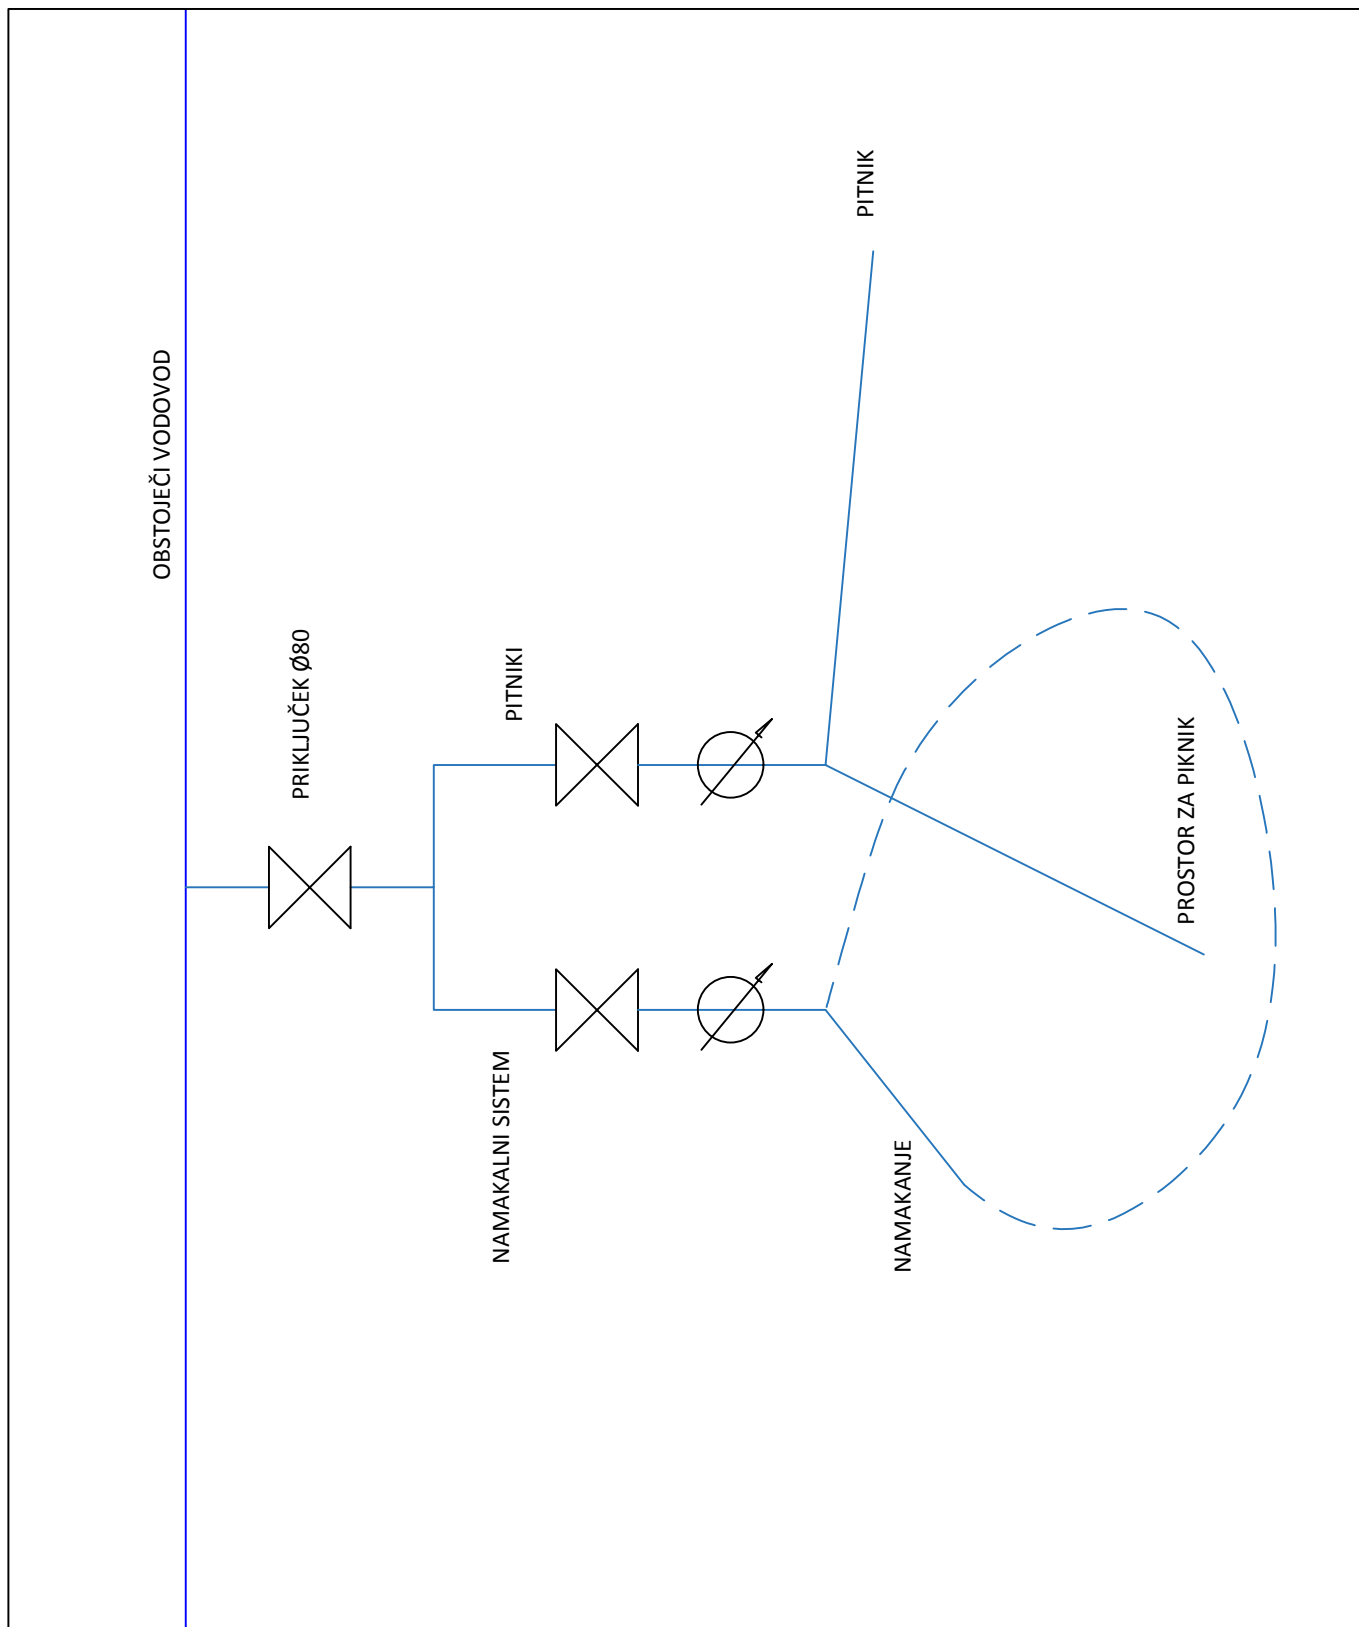 OBSTOJEČI VODOVOD
PRIKLJUČEK Ø80
NAMAKALNI SISTEM
PITNIKI
PITNIK
NAMAKANJE
PROSTOR ZA PIKNIK